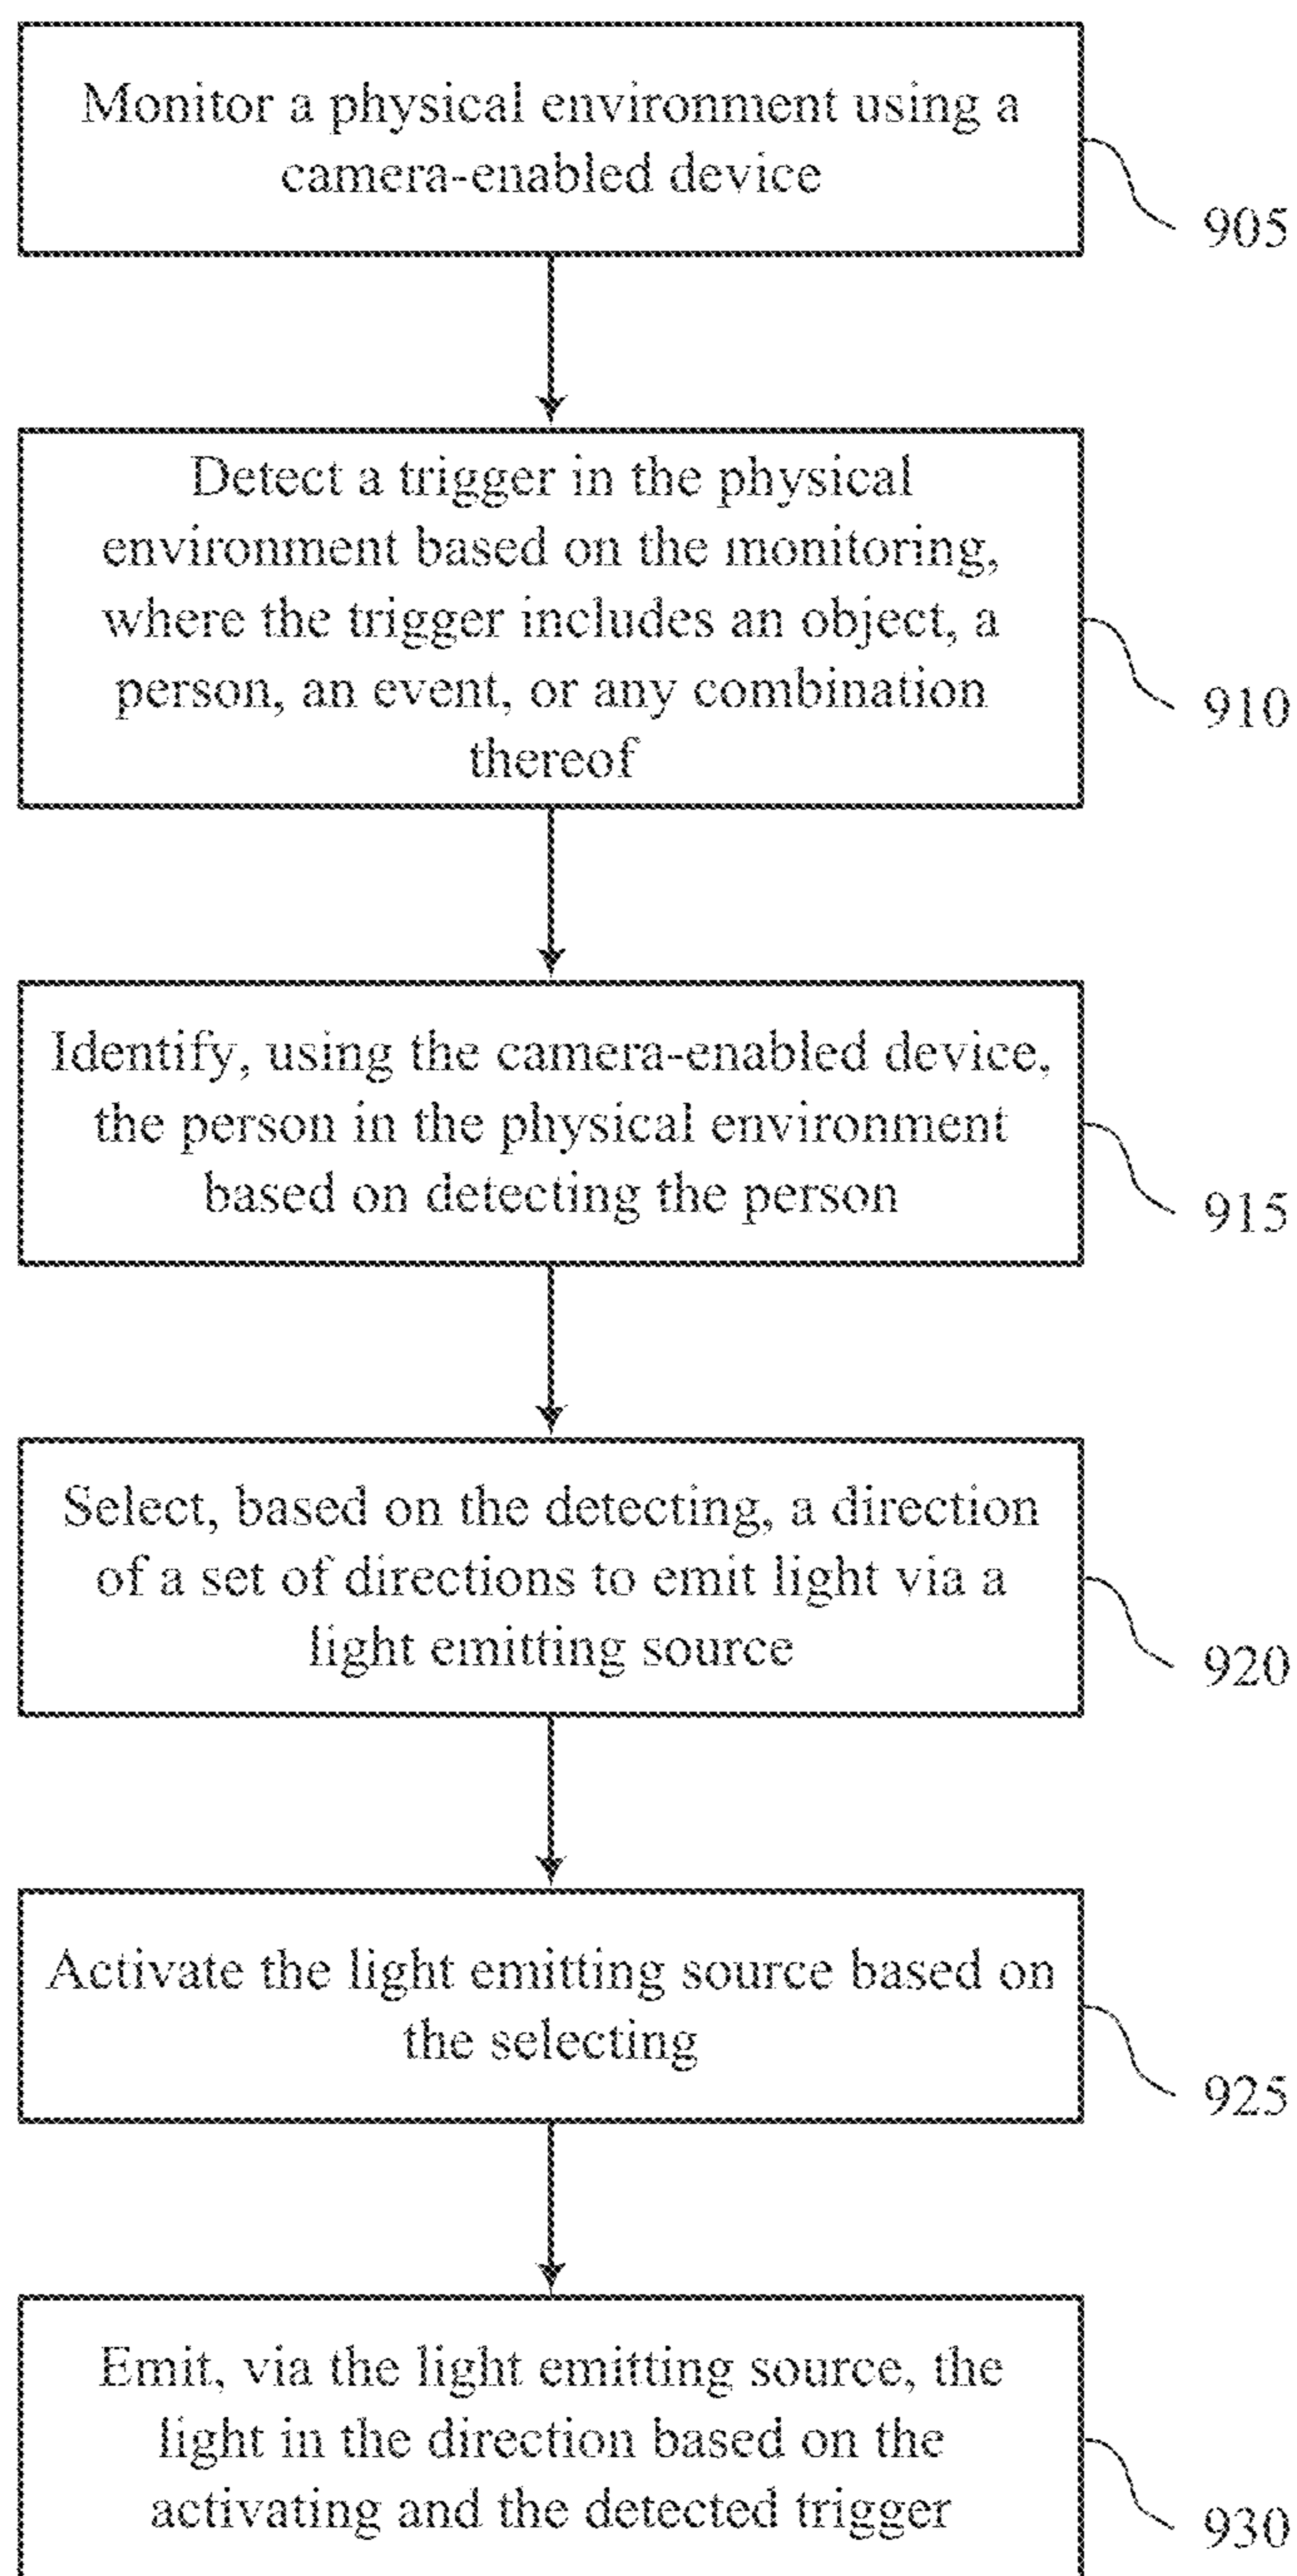 Monitor a physical environment using a
camera-enabled device
905
Detect a trigger in the physical
environment based on the monitoring,
where the trigger includes an object, a
person, an event, or any combination
thereof
910
Identify, using the camera-enabled device,
the person in the physical environment
based on detecting the person
915
Select, based on the detecting, a direction
of a set of directions to emit light via a
light emitting source
920
Activate the light emitting source based on
the selecting
925
Emit, via the light emitting source, the
light in the direction based on the
activating and the detected trigger
930